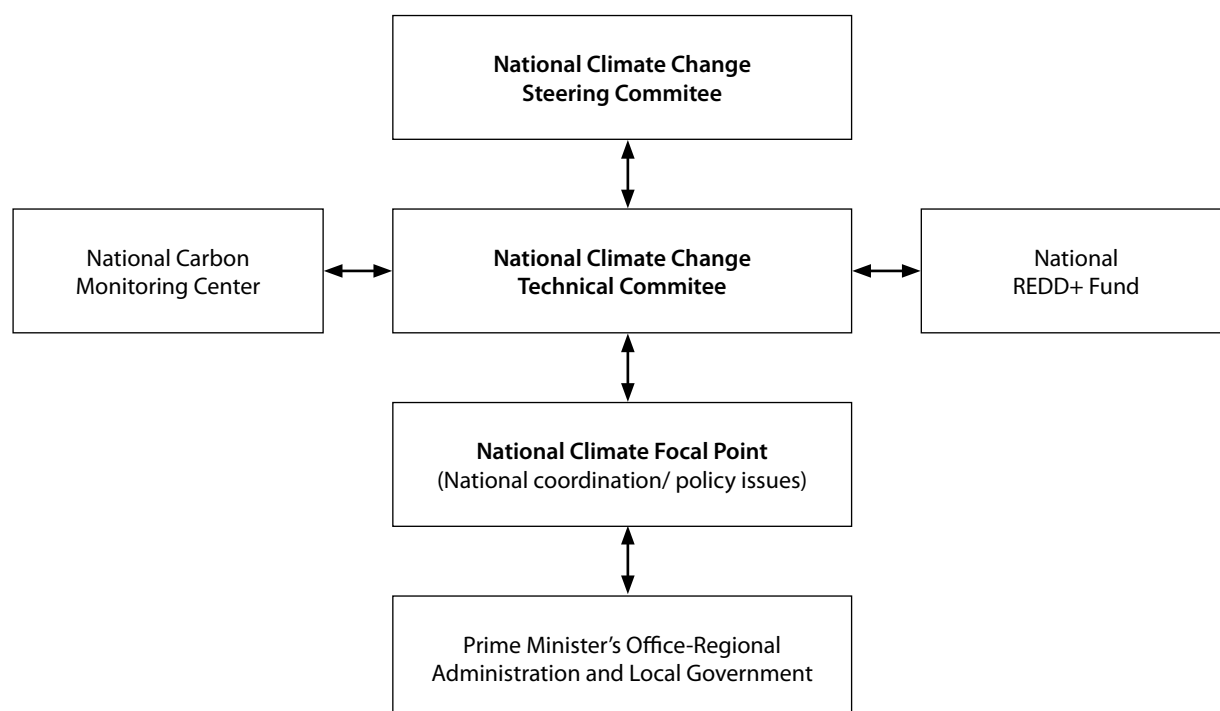 National Climate Change
Steering Commitee
National Carbon
Monitoring Center
National Climate Change
Technical Commitee
National
REDD+ Fund
National Climate Focal Point
(National coordination/ policy issues)
Prime Minister’s Office-Regional
Administration and Local Government